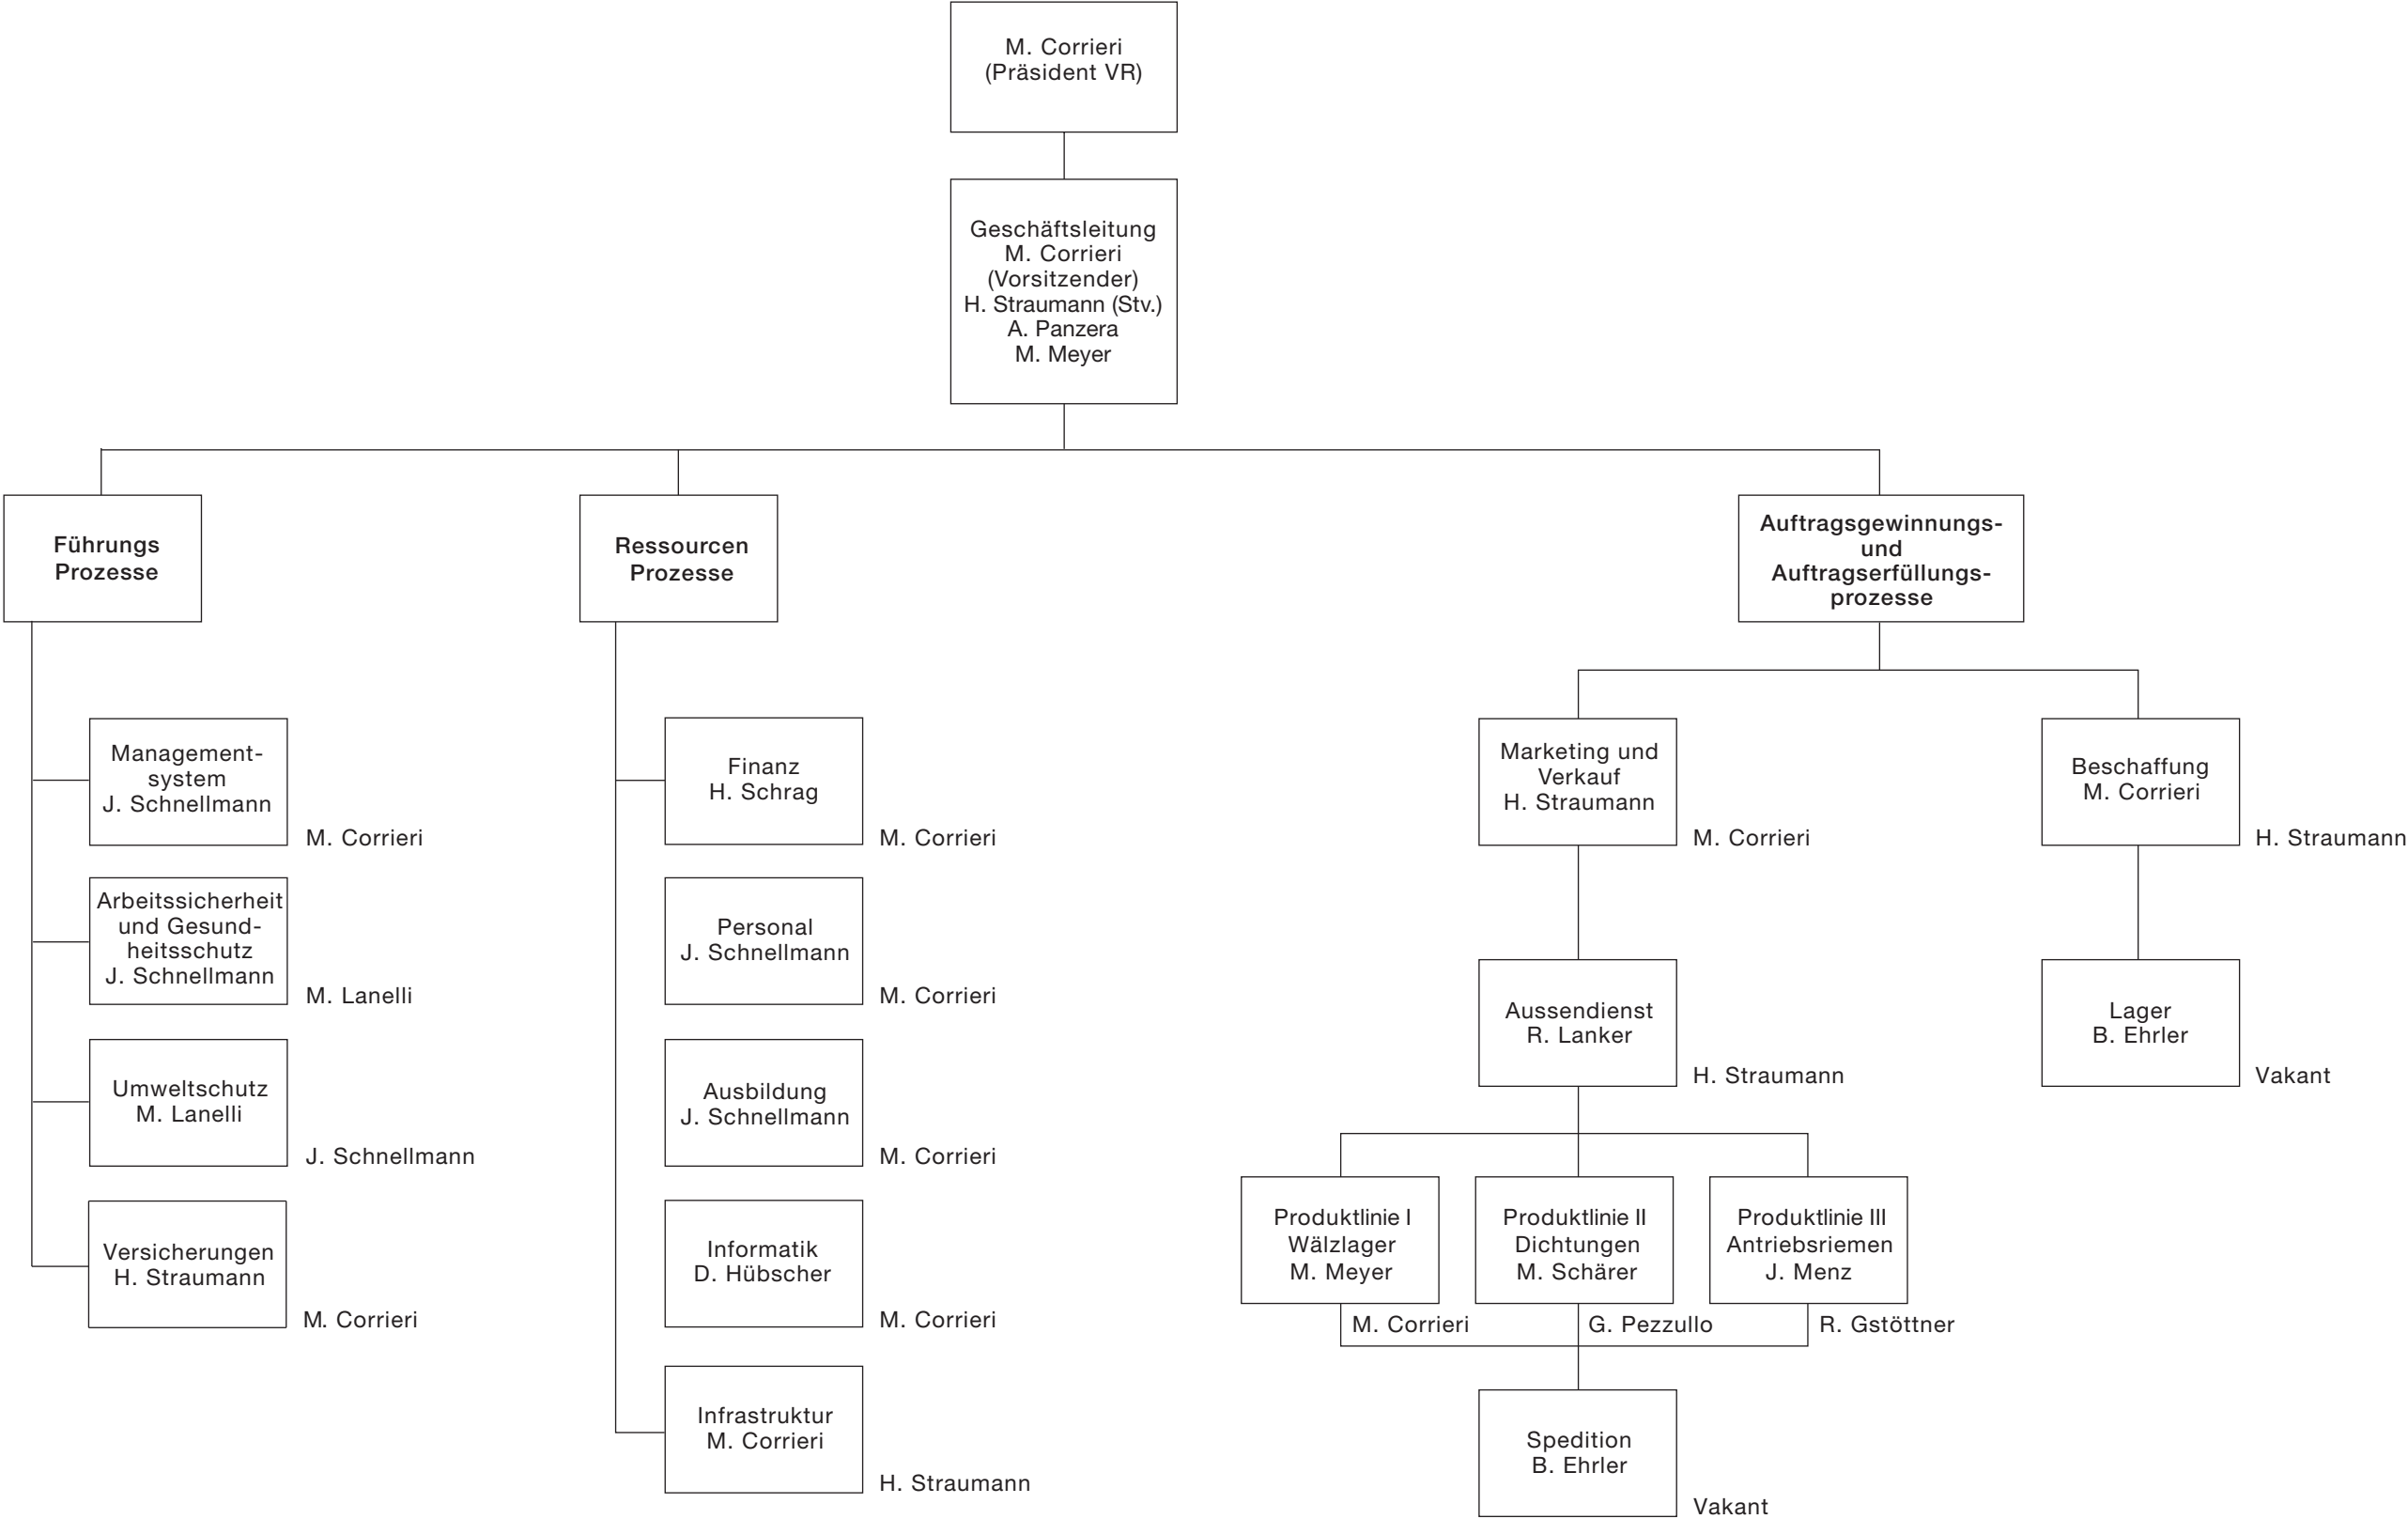 M. Corrieri
(Präsident VR)
Geschäftsleitung
M. Corrieri
(Vorsitzender)
H. Straumann (Stv.)
A. Panzera
M. Meyer
Führungs
Prozesse
Ressourcen
Prozesse
Auftragsgewinnungs-
und
Auftragserfüllungs-
prozesse
Management-
system
J. Schnellmann
M. Corrieri
Arbeitssicherheit
und Gesund-
heitsschutz
J. Schnellmann
M. Lanelli
Umweltschutz
M. Lanelli
J. Schnellmann
Versicherungen
H. Straumann
M. Corrieri
Finanz
H. Schrag
M. Corrieri
Personal
J. Schnellmann
M. Corrieri
Ausbildung
J. Schnellmann
M. Corrieri
Informatik
D. Hübscher
M. Corrieri
Infrastruktur
M. Corrieri
H. Straumann
Marketing und
Verkauf
H. Straumann
M. Corrieri
Aussendienst
R. Lanker
H. Straumann
Produktlinie I
Wälzlager
M. Meyer
M. Corrieri
Produktlinie II
Dichtungen
M. Schärer
G. Pezzullo
Produktlinie III
Antriebsriemen
J. Menz
R. Gstöttner
Spedition
B. Ehrler
Vakant
Beschaffung
M. Corrieri
H. Straumann
Lager
B. Ehrler
Vakant